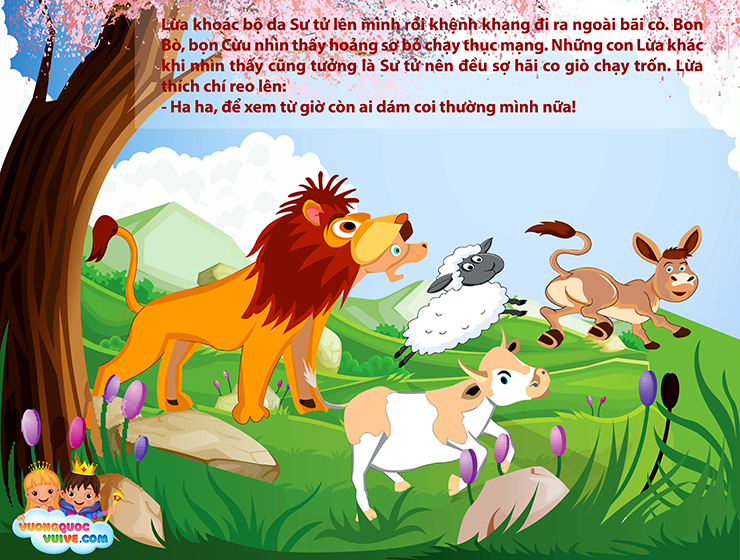 Lừa khoác bộ da Sư tử lên mình rồi khệnh khạng đi ra ngoài bãi cỏ. Bọn
Bò, bọn Cừu nhìn thấy hoảng sợ bỏ chạy thục mạng. Những con Lừa khác
khi nhìn thấy cũng tưởng là Sư tử nên đều sợ hãi co giò chạy trốn. Lừa
thích chí reo lên:
- Ha ha, để xem từ giờ còn ai dám coi thường mình nữa!
VUONGQUOC
VUIVE.COM